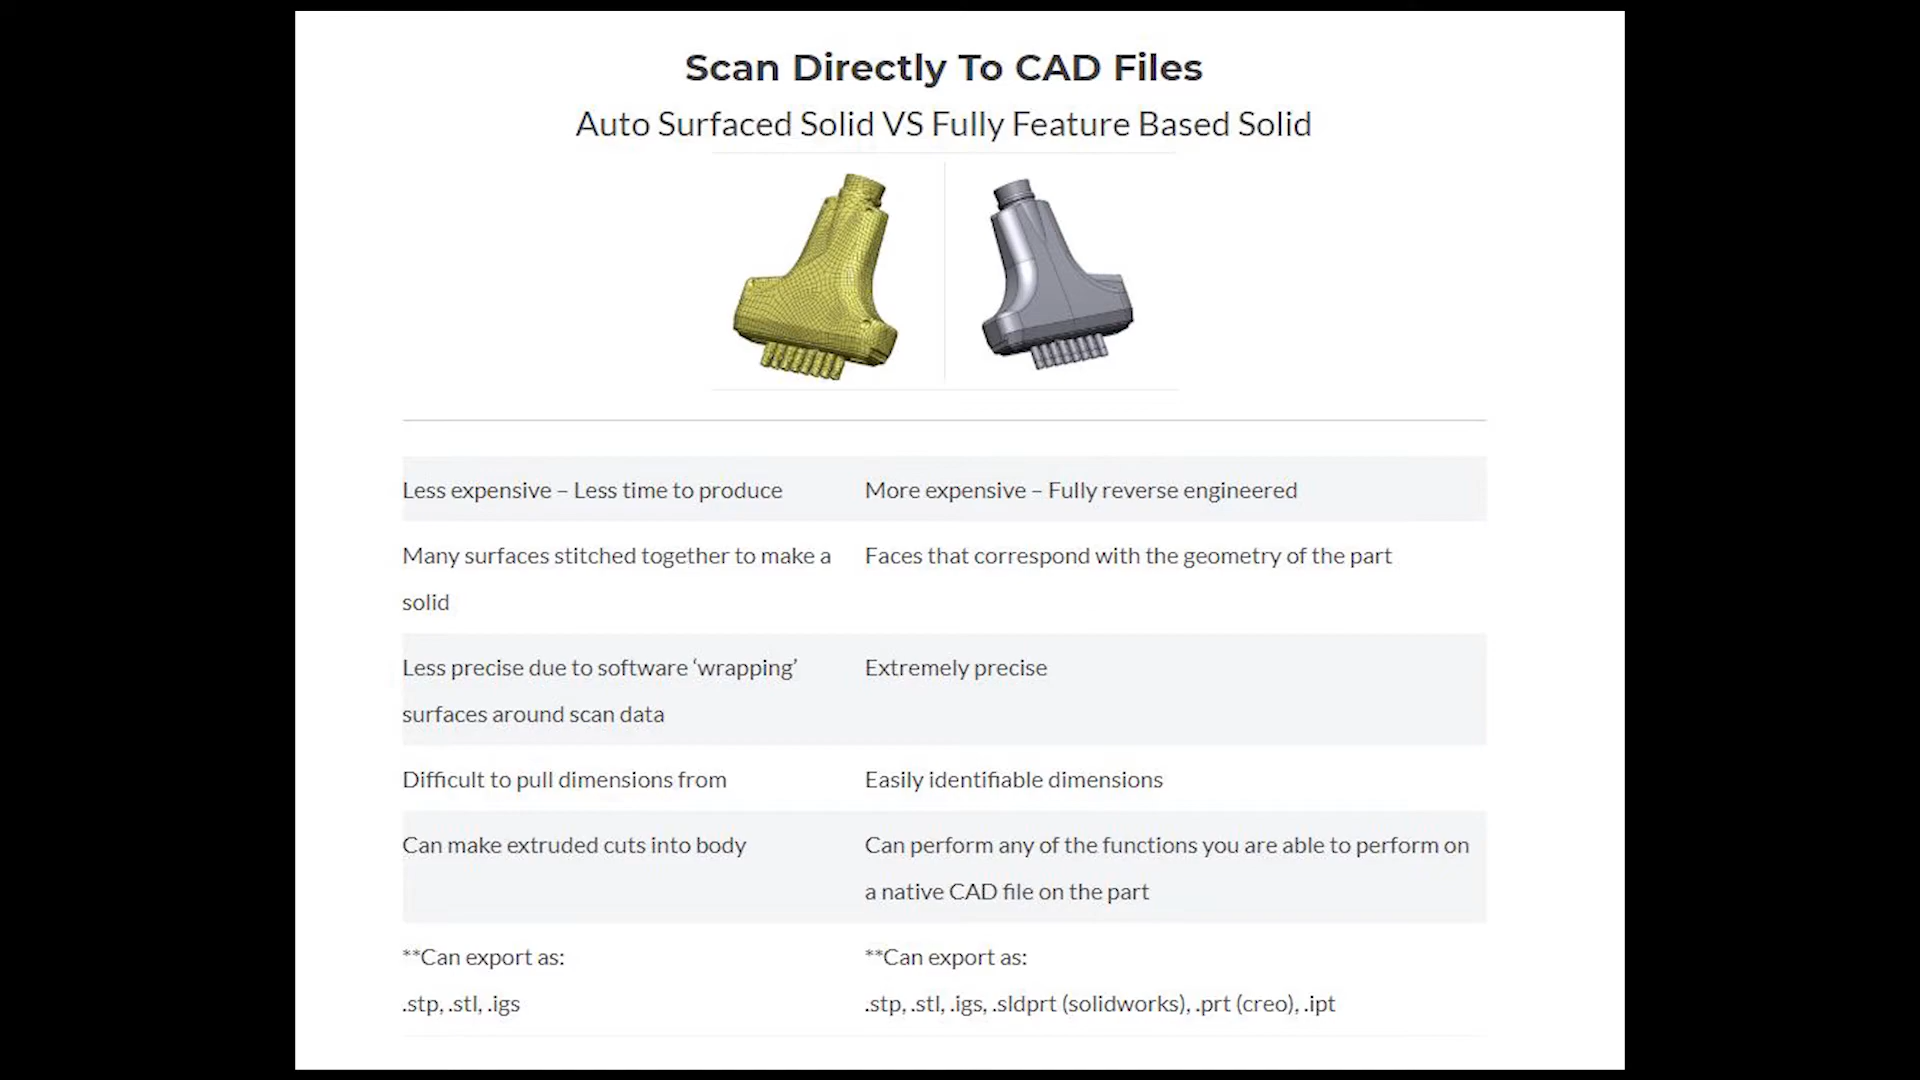 Scan Directly To CAD Files
Auto Surfaced Solid VS Fully Feature Based Solid
Less expensive – Less time to produce
More expensive – Fully reverse engineered
Many surfaces stitched together to make a
solid
Faces that correspond with the geometry of the part
Less precise due to software ‘wrapping’
surfaces around scan data
Extremely precise
Difficult to pull dimensions from
Easily identifiable dimensions
Can make extruded cuts into body
Can perform any of the functions you are able to perform on
a native CAD file on the part
**Can export as:
.stp, .stl, .igs
**Can export as:
.stp, .stl, .igs, .sldprt (solidworks), .prt (creo), .ipt